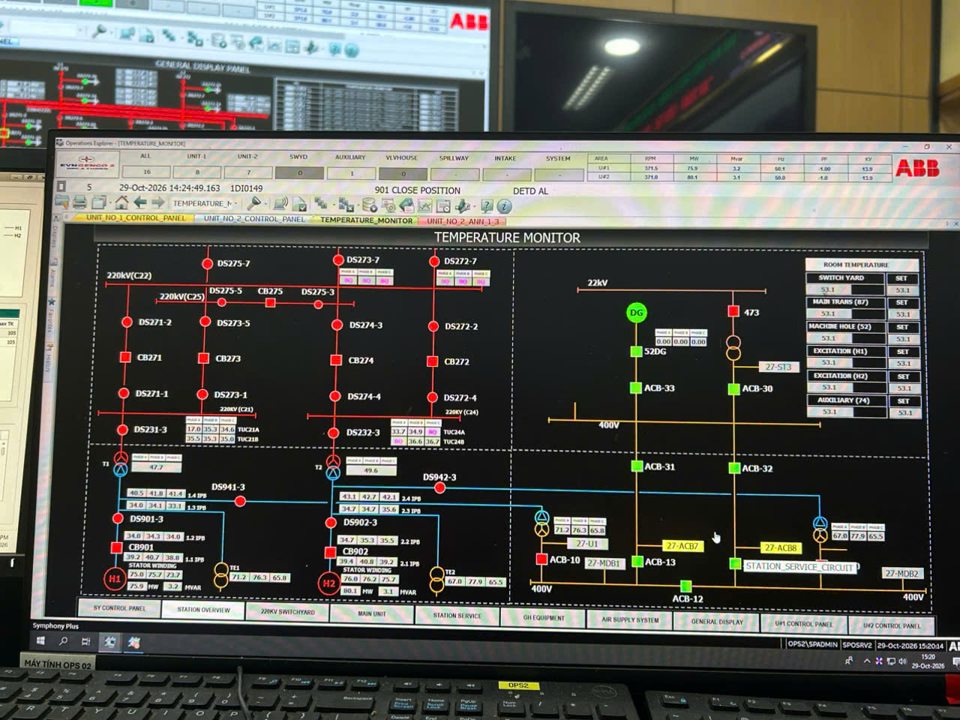 ABB
GENERAL DISPLAY PANEL
Operations Explorer - [TEMPERATURE_MONITOR]
EVNGENCO 2
ALL UNIT-1 UNIT-2 SWYD AUXILIARY VLVHOUSE SPILLWAY INTAKE SYSTEM
16 8 7 0 1 0
AREA RPM MW Mvar Hz PF KV
U#1 371.5 75.9 3.2 50.1 -1.00 13.9
U#2 371.0 80.1 3.1 50.0 13.9
ABB
5 29-Oct-2026 14:24:49.163 1DI0149 901 CLOSE POSITION DETD AL
TEMPERATURE_M
UNIT_NO_1_CONTROL_PANEL UNIT_NO_2_CONTROL_PANEL TEMPERATURE_MONITOR UNIT_NO_2_ANN_1_3
TEMPERATURE MONITOR
DS275-7 DS273-7 DS272-7
220kV(C22)
220kV(C25) DS275-5 CB275 DS275-3
DS271-2 DS273-5 DS274-3 DS272-2
CB271 CB273 CB274 CB272
DS271-1 DS273-1 DS274-4 DS272-4
220KV (C21) 220KV (C24)
DS231-3 17.0 35.3 34.6 TUC21A
35.5 35.3 35.0 TUC21B
DS232-3 33.7 34.9 TUC24A
36.6 36.7 TUC24B
T1 47.7
T2 49.6
22kV
DG
473
0.00 0.00 0.00
52DG
27-ST3
ACB-33 ACB-30
400V
ACB-31 ACB-32
ROOM TEMPERATURE
SWITCH YARD SET
53.1 53.1
MAIN TRANS (87) SET
53.1 53.1
MACHINE HOLE (52) SET
53.1 53.1
EXCITATION (H1) SET
53.1 53.1
EXCITATION (H2) SET
53.1 53.1
AUXILIARY (74) SET
53.1 53.1
DS941-3 DS942-3
40.5 41.8 41.4 1.4 IPB
34.0 34.1 33.1 1.3 IPB
DS901-3
34.0 34.3 34.0 1.2 IPB
CB901
39.2 40.7 38.0 1.1 IPB
STATOR WINDING
75.0 75.7 73.7
H1 75.9 MW 3.2 MVAR
TE1 71.2 76.3 65.8
43.1 42.7 42.1 2.4 IPB
34.7 34.7 35.6 2.3 IPB
DS902-3
34.7 35.3 35.5 2.2 IPB
CB902
39.4 40.8 39.2 2.1 IPB
STATOR WINDING
76.0 76.2 75.7
H2 80.1 MW 3.1 MVAR
TE2 67.0 77.9 65.5
71.2 76.3 65.8
27-U1
67.0 77.9 65.5
27-ACB7 27-ACB8
ACB-10 27-MDB1 ACB-13 STATION_SERVICE_CIRCUIT 27-MDB2
400V ACB-12 400V
SY CONTROL PANEL STATION OVERVIEW 220KV SWITCHYARD MAIN UNIT STATION SERVICE GH EQUIPMENT AIR SUPPLY SYSTEM GENERAL DISPLAY U#1 CONTROL PANEL U#2 CONTROL PANEL
Symphony Plus
OPS2\SPADMIN SPOSRV2 29-Oct-2026 15:20:14
15:20
29-Oct-2026
MÁY TÍNH OPS 02
OPS2